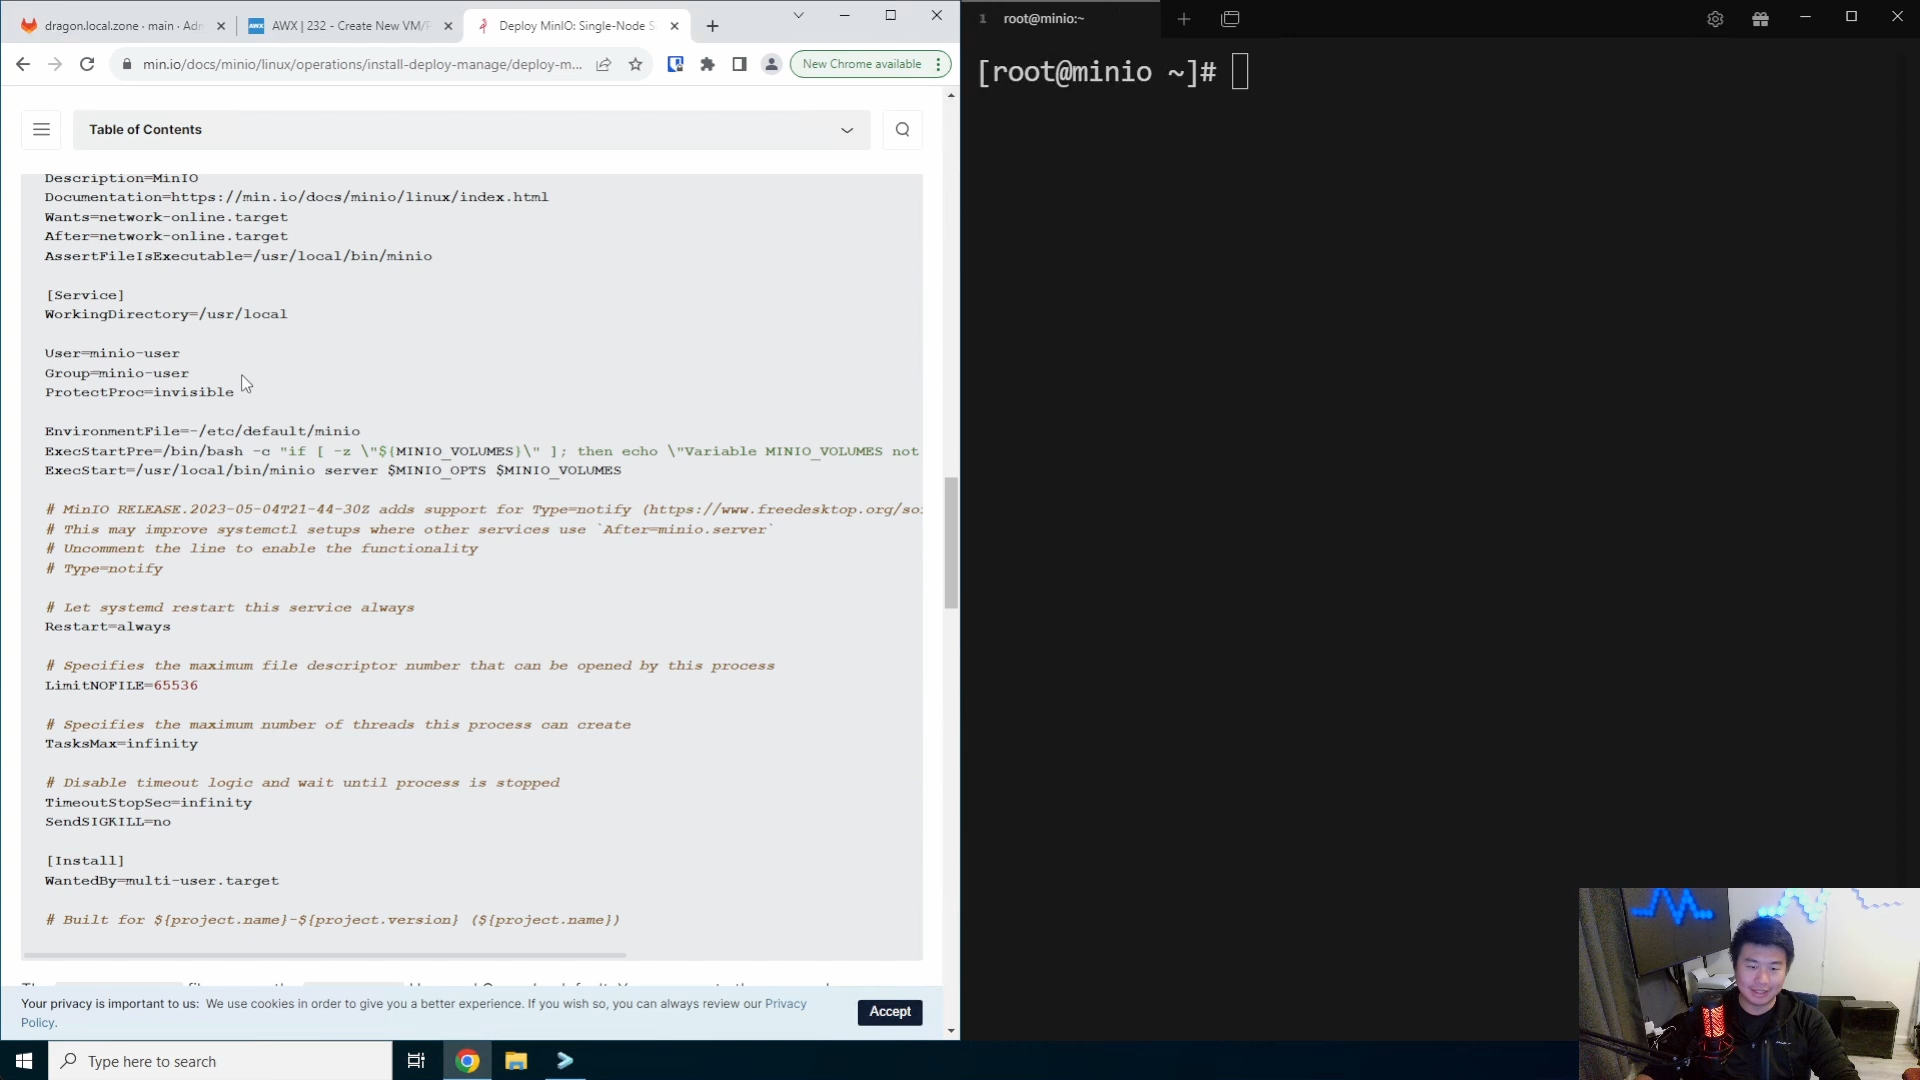 dragon.local.zone · main · Adm
AWX | 232 - Create New VM/P
Deploy MinIO: Single-Node S
min.io/docs/minio/linux/operations/install-deploy-manage/deploy-m...
New Chrome available
Table of Contents
Description=MinIO
Documentation=https://min.io/docs/minio/linux/index.html
Wants=network-online.target
After=network-online.target
AssertFileIsExecutable=/usr/local/bin/minio
[Service]
WorkingDirectory=/usr/local
User=minio-user
Group=minio-user
ProtectProc=invisible
EnvironmentFile=-/etc/default/minio
ExecStartPre=/bin/bash -c "if [ -z \"${MINIO_VOLUMES}\" ]; then echo \"Variable MINIO_VOLUMES not
ExecStart=/usr/local/bin/minio server $MINIO_OPTS $MINIO_VOLUMES
# MinIO RELEASE.2023-05-04T21-44-30Z adds support for Type=notify (https://www.freedesktop.org/so
# This may improve systemctl setups where other services use `After=minio.server`
# Uncomment the line to enable the functionality
# Type=notify
# Let systemd restart this service always
Restart=always
# Specifies the maximum file descriptor number that can be opened by this process
LimitNOFILE=65536
# Specifies the maximum number of threads this process can create
TasksMax=infinity
# Disable timeout logic and wait until process is stopped
TimeoutStopSec=infinity
SendSIGKILL=no
[Install]
WantedBy=multi-user.target
# Built for ${project.name}-${project.version} (${project.name})
Your privacy is important to us: We use cookies in order to give you a better experience. If you wish so, you can always review our Privacy
Policy.
Accept
Type here to search
1 root@minio:~
[root@minio ~]#